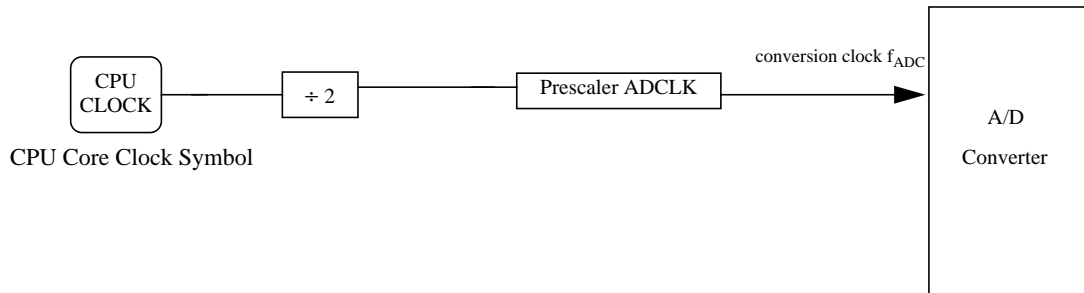 conversion clock fADC
CPU
CLOCK
÷ 2
Prescaler ADCLK
A/D
Converter
CPU Core Clock Symbol